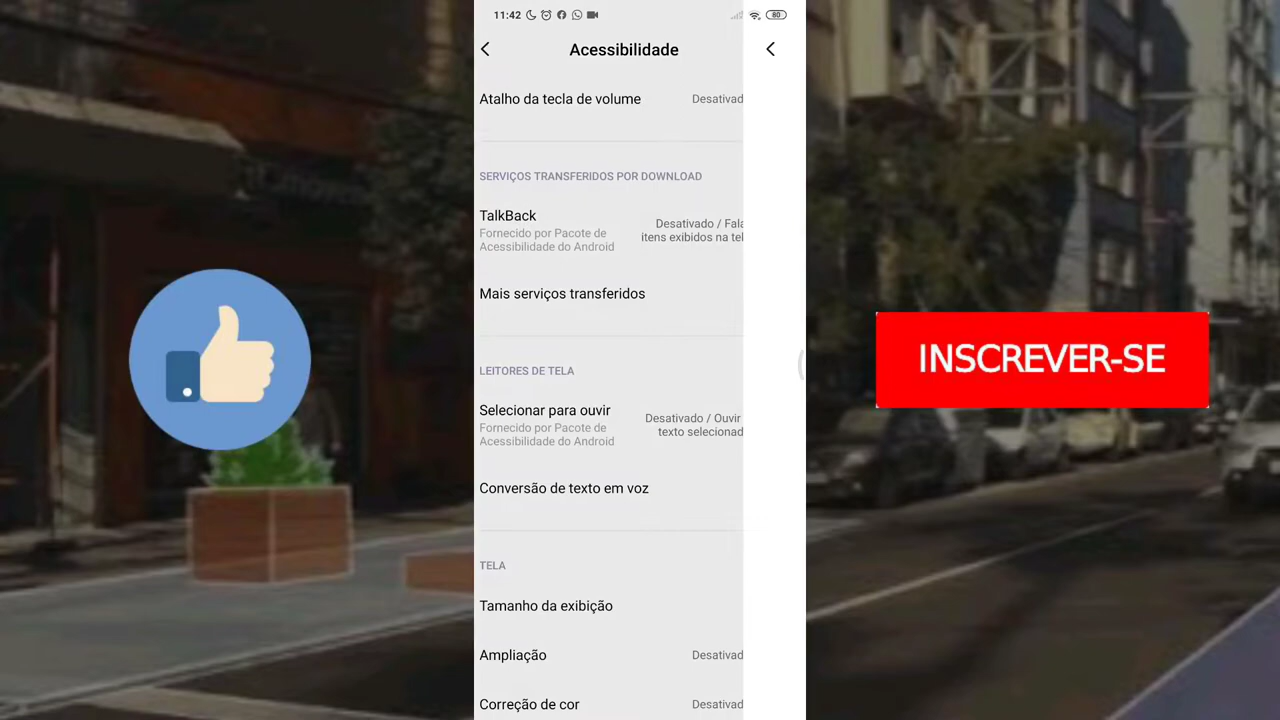 11:42
80
Acessibilidade
Atalho da tecla de volume
Desativad
SERVIÇOS TRANSFERIDOS POR DOWNLOAD
TalkBack
Desativado / Fala
Fornecido por Pacote de
itens exibidos na tel
Acessibilidade do Android
Mais serviços transferidos
LEITORES DE TELA
Selecionar para ouvir
Desativado / Ouvir
Fornecido por Pacote de
texto selecionad
Acessibilidade do Android
INSCREVER-SE
Conversão de texto em voz
TELA
Tamanho da exibição
Ampliação
Desativad
Correção de cor
Desativad